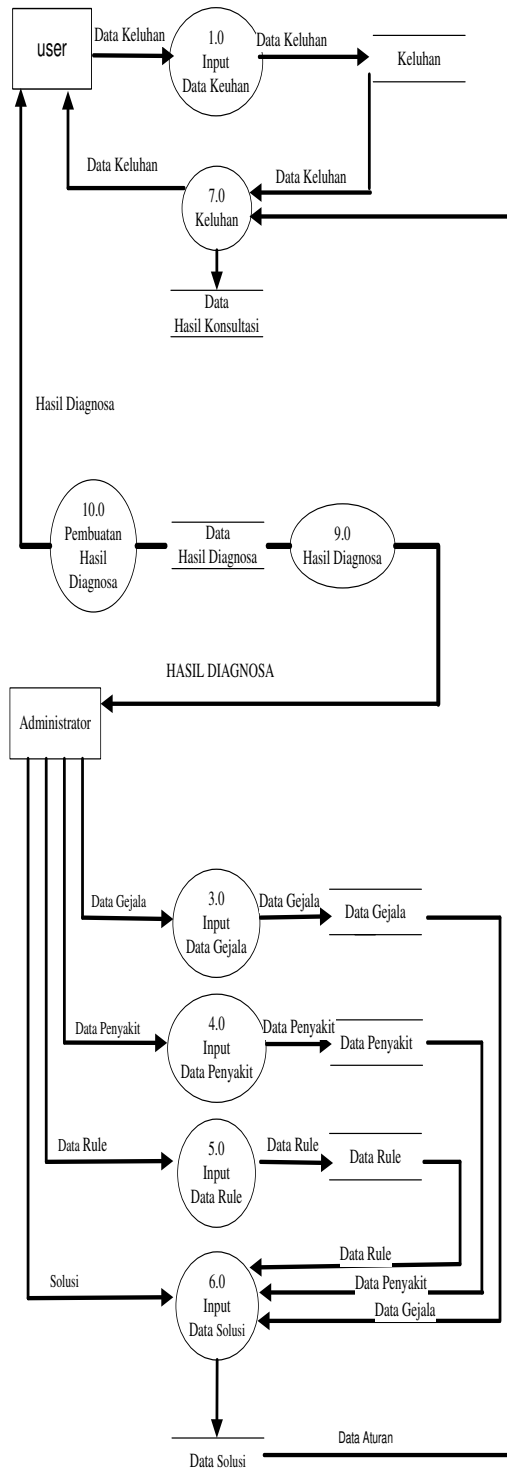 user
Data Keluhan
1.0
Input
Data Keuhan
Data Keluhan
Keluhan
Data Keluhan
7.0
Keluhan
Data Keluhan
Data
Hasil Konsultasi
Hasil Diagnosa
10.0
Pembuatan
Hasil
Diagnosa
Data
Hasil Diagnosa
9.0
Hasil Diagnosa
HASIL DIAGNOSA
Administrator
Data Gejala
3.0
Input
Data Gejala
Data Gejala
Data Gejala
Data Penyakit
4.0
Input
Data Penyakit
Data Penyakit
Data Penyakit
Data Rule
5.0
Input
Data Rule
Data Rule
Data Rule
Solusi
6.0
Input
Data Solusi
Data Rule
Data Penyakit
Data Gejala
Data Solusi
Data Aturan